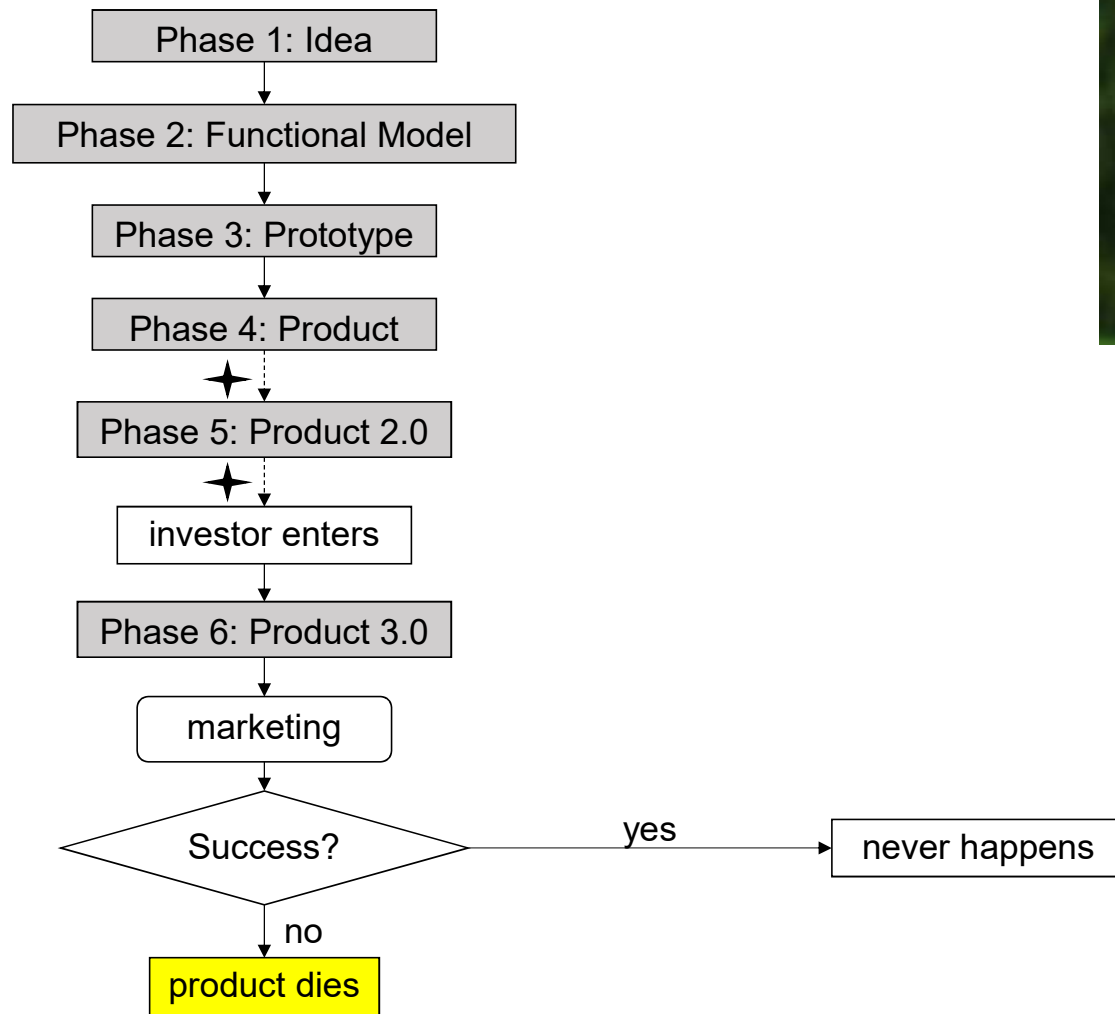 Phase 1: Idea
Phase 2: Functional Model
Phase 3: Prototype
Phase 4: Product
Phase 5: Product 2.0
investor enters
Phase 6: Product 3.0
marketing
Success?
yes
never happens
no
product dies